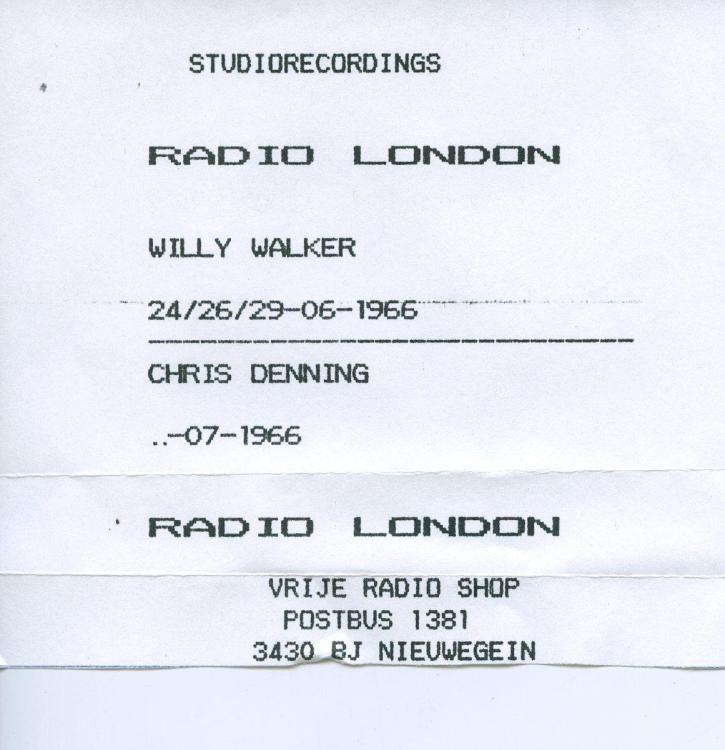 STUDIORECORDINGS
RADIO LONDON
WILLY WALKER
24/26/29-06-1966
-----------------------------
CHRIS DENNING
..-07-1966
RADIO LONDON
VRIJE RADIO SHOP
POSTBUS 1381
3430 BJ NIEUWEGEIN